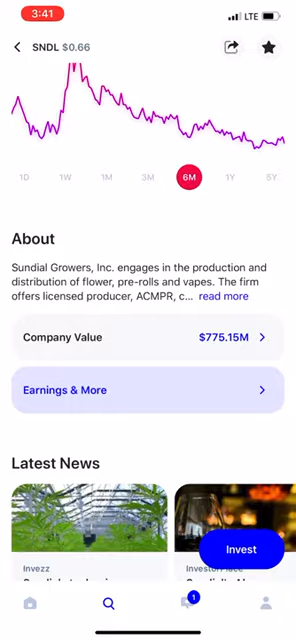 3:41
LTE
SNDL $0.66
1D 1W 1M 3M 6M 1Y 5Y
About
Sundial Growers, Inc. engages in the production and
distribution of flower, pre-rolls and vapes. The firm
offers licensed producer, ACMPR, c... read more
Company Value $775.15M
Earnings & More
Latest News
Invest
Invezz
InvestorPlace
1